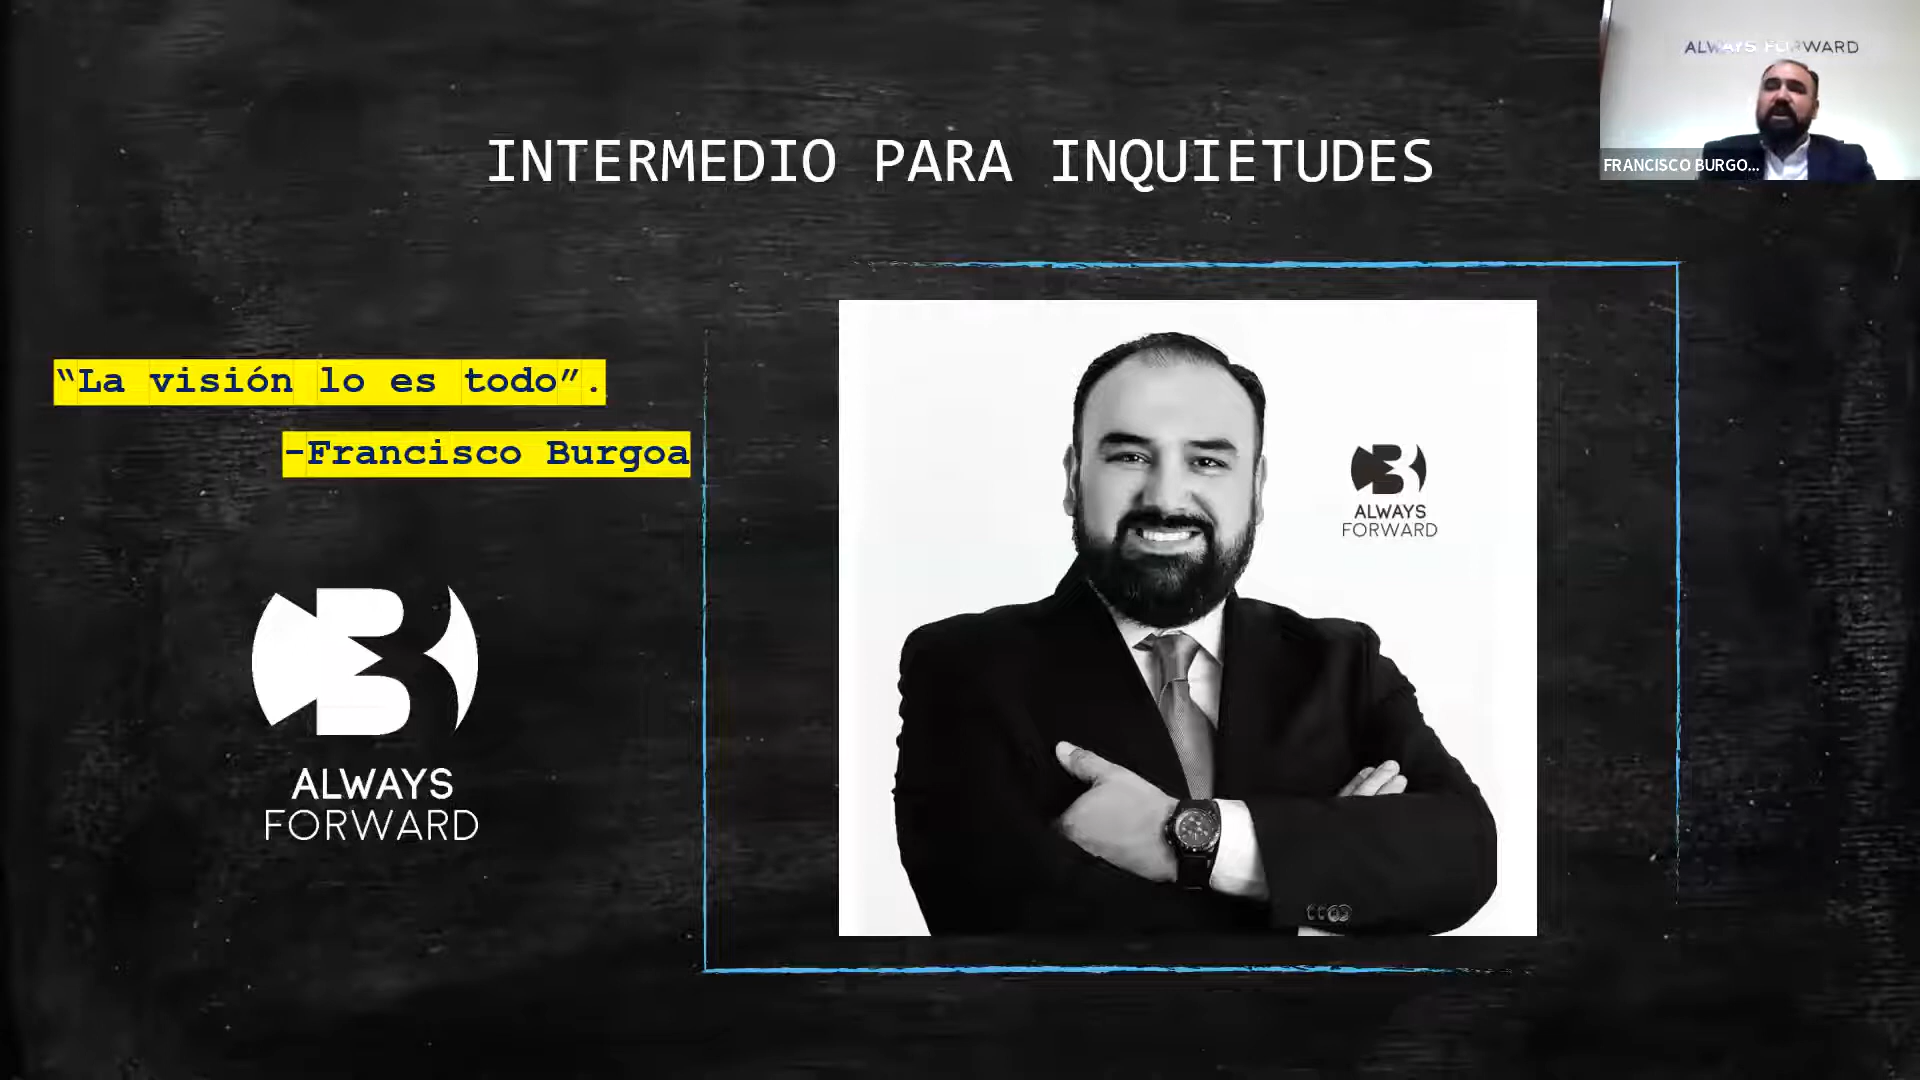 ALWAYS FORWARD
FRANCISCO BURGO...
INTERMEDIO PARA INQUIETUDES
“La visión lo es todo”.
-Francisco Burgoa
ALWAYS
FORWARD
ALWAYS
FORWARD